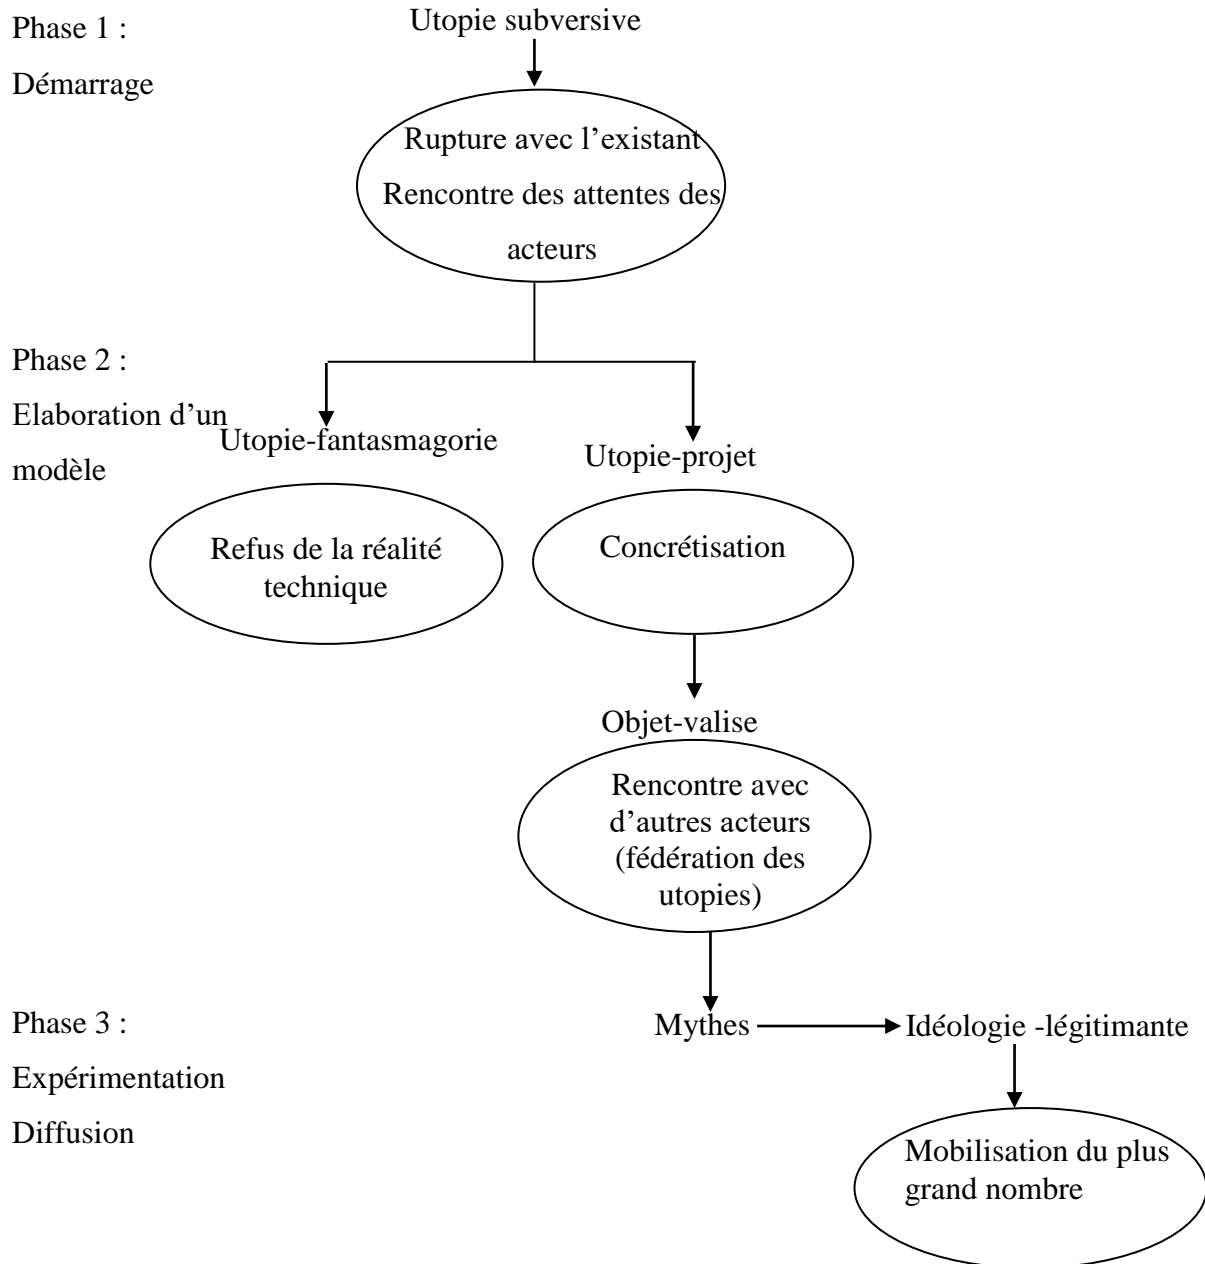 Phase 1 :
Démarrage
Utopie subversive
Rupture avec l’existant
Rencontre des attentes des
acteurs
Phase 2 :
Elaboration d’un
modèle
Utopie-fantasmagorie
Utopie-projet
Refus de la réalité
technique
Concrétisation
Objet-valise
Rencontre avec
d’autres acteurs
(fédération des
utopies)
Phase 3 :
Expérimentation
Diffusion
Mythes
Idéologie -légitimante
Mobilisation du plus
grand nombre